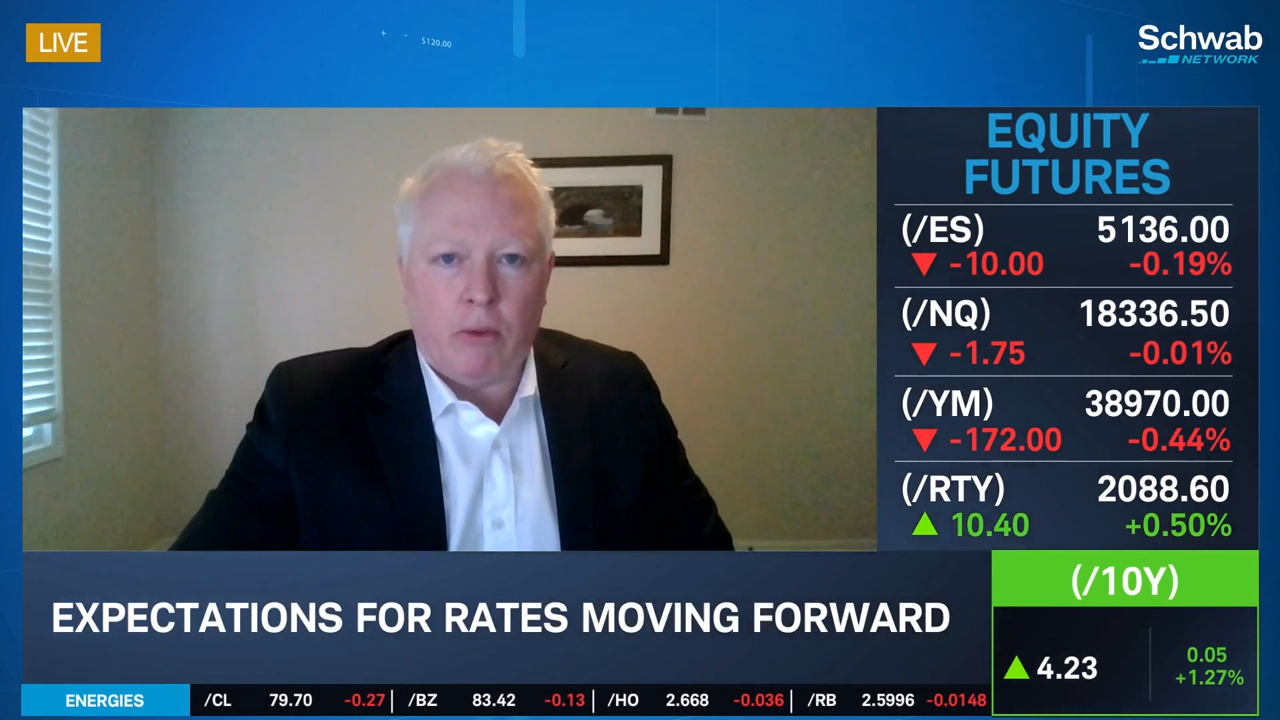 LIVE
+ - $120.00
Schwab
NETWORK
EQUITY
FUTURES
(/ES) 5136.00
▼ -10.00 -0.19%
(/NQ) 18336.50
▼ -1.75 -0.01%
(/YM) 38970.00
▼ -172.00 -0.44%
(/RTY) 2088.60
▲ 10.40 +0.50%
EXPECTATIONS FOR RATES MOVING FORWARD
(/10Y)
▲ 4.23 0.05
+1.27%
ENERGIES /CL 79.70 -0.27 | /BZ 83.42 -0.13 | /HO 2.668 -0.036 | /RB 2.5996 -0.0148